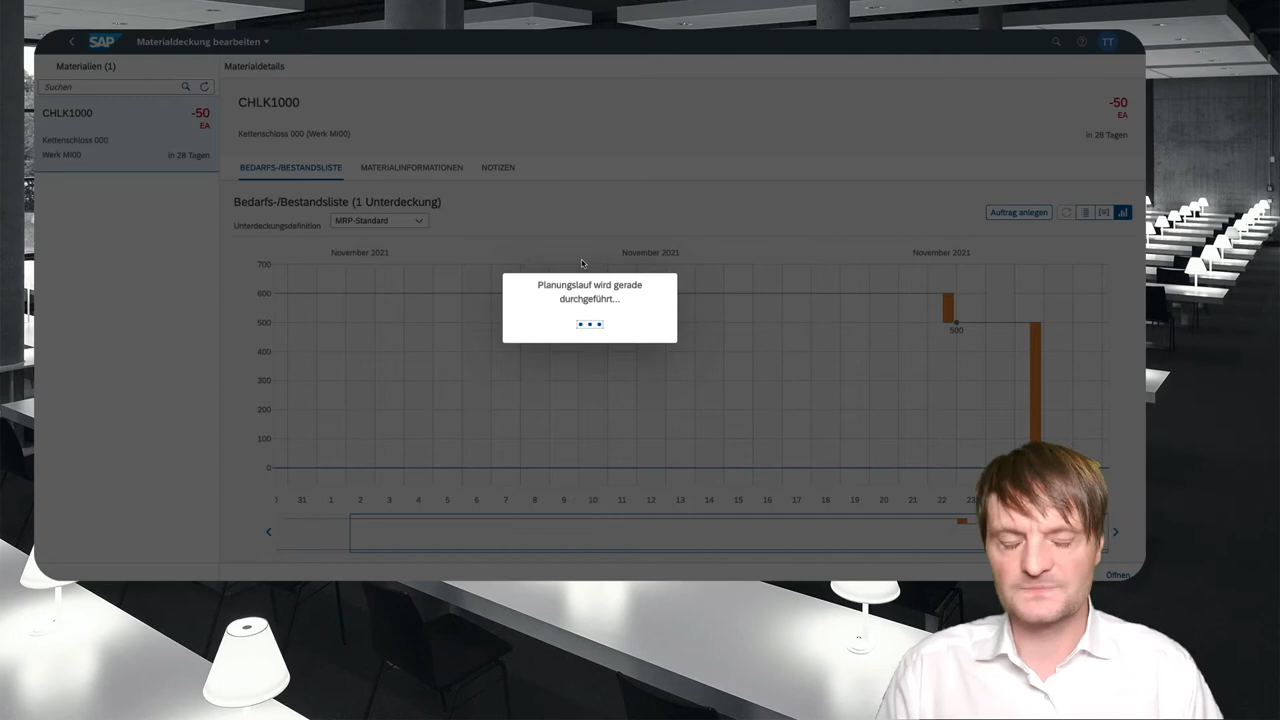 SAP
Materialdeckung bearbeiten
TT
Materialien (1)
Suchen
CHLK1000
-50
EA
Kettenschloss 000
Werk MI00
in 28 Tagen
Materialdetails
CHLK1000
-50
EA
Kettenschloss 000 (Werk MI00)
in 28 Tagen
BEDARFS-/BESTANDSLISTE
MATERIALINFORMATIONEN
NOTIZEN
Bedarfs-/Bestandsliste (1 Unterdeckung)
Unterdeckungsdefinition
MRP-Standard
Auftrag anlegen
November 2021
November 2021
November 2021
700
600
500
400
300
200
100
0
500
Planungslauf wird gerade
durchgeführt...
31 1 2 3 4 5 6 7 8 9 10 11 12 13 14 15 16 17 18 19 20 21 22 23
Öffnen